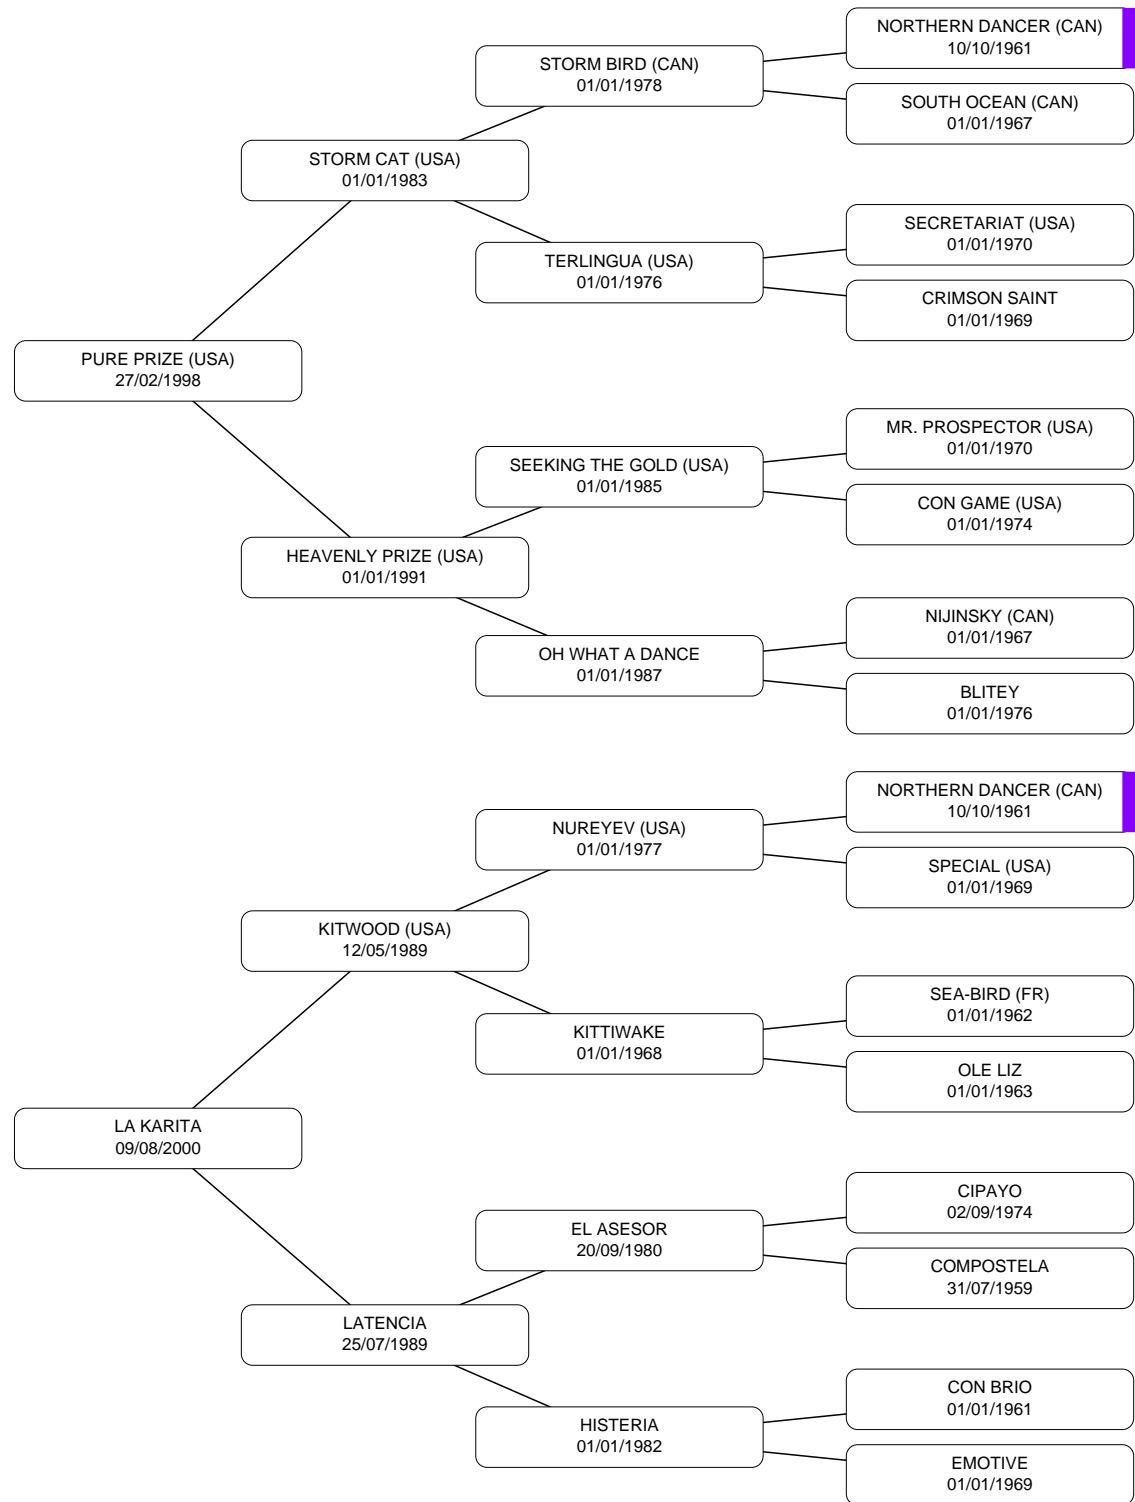 NORTHERN DANCER (CAN)
10/10/1961
STORM BIRD (CAN)
01/01/1978
SOUTH OCEAN (CAN)
01/01/1967
STORM CAT (USA)
01/01/1983
SECRETARIAT (USA)
01/01/1970
TERLINGUA (USA)
01/01/1976
CRIMSON SAINT
01/01/1969
PURE PRIZE (USA)
27/02/1998
MR. PROSPECTOR (USA)
01/01/1970
SEEKING THE GOLD (USA)
01/01/1985
CON GAME (USA)
01/01/1974
HEAVENLY PRIZE (USA)
01/01/1991
NIJINSKY (CAN)
01/01/1967
OH WHAT A DANCE
01/01/1987
BLITEY
01/01/1976
NORTHERN DANCER (CAN)
10/10/1961
NUREYEV (USA)
01/01/1977
SPECIAL (USA)
01/01/1969
KITWOOD (USA)
12/05/1989
SEA-BIRD (FR)
01/01/1962
KITTIWAKE
01/01/1968
OLE LIZ
01/01/1963
LA KARITA
09/08/2000
CIPAYO
02/09/1974
EL ASESOR
20/09/1980
COMPOSTELA
31/07/1959
LATENCIA
25/07/1989
CON BRIO
01/01/1961
HISTERIA
01/01/1982
EMOTIVE
01/01/1969